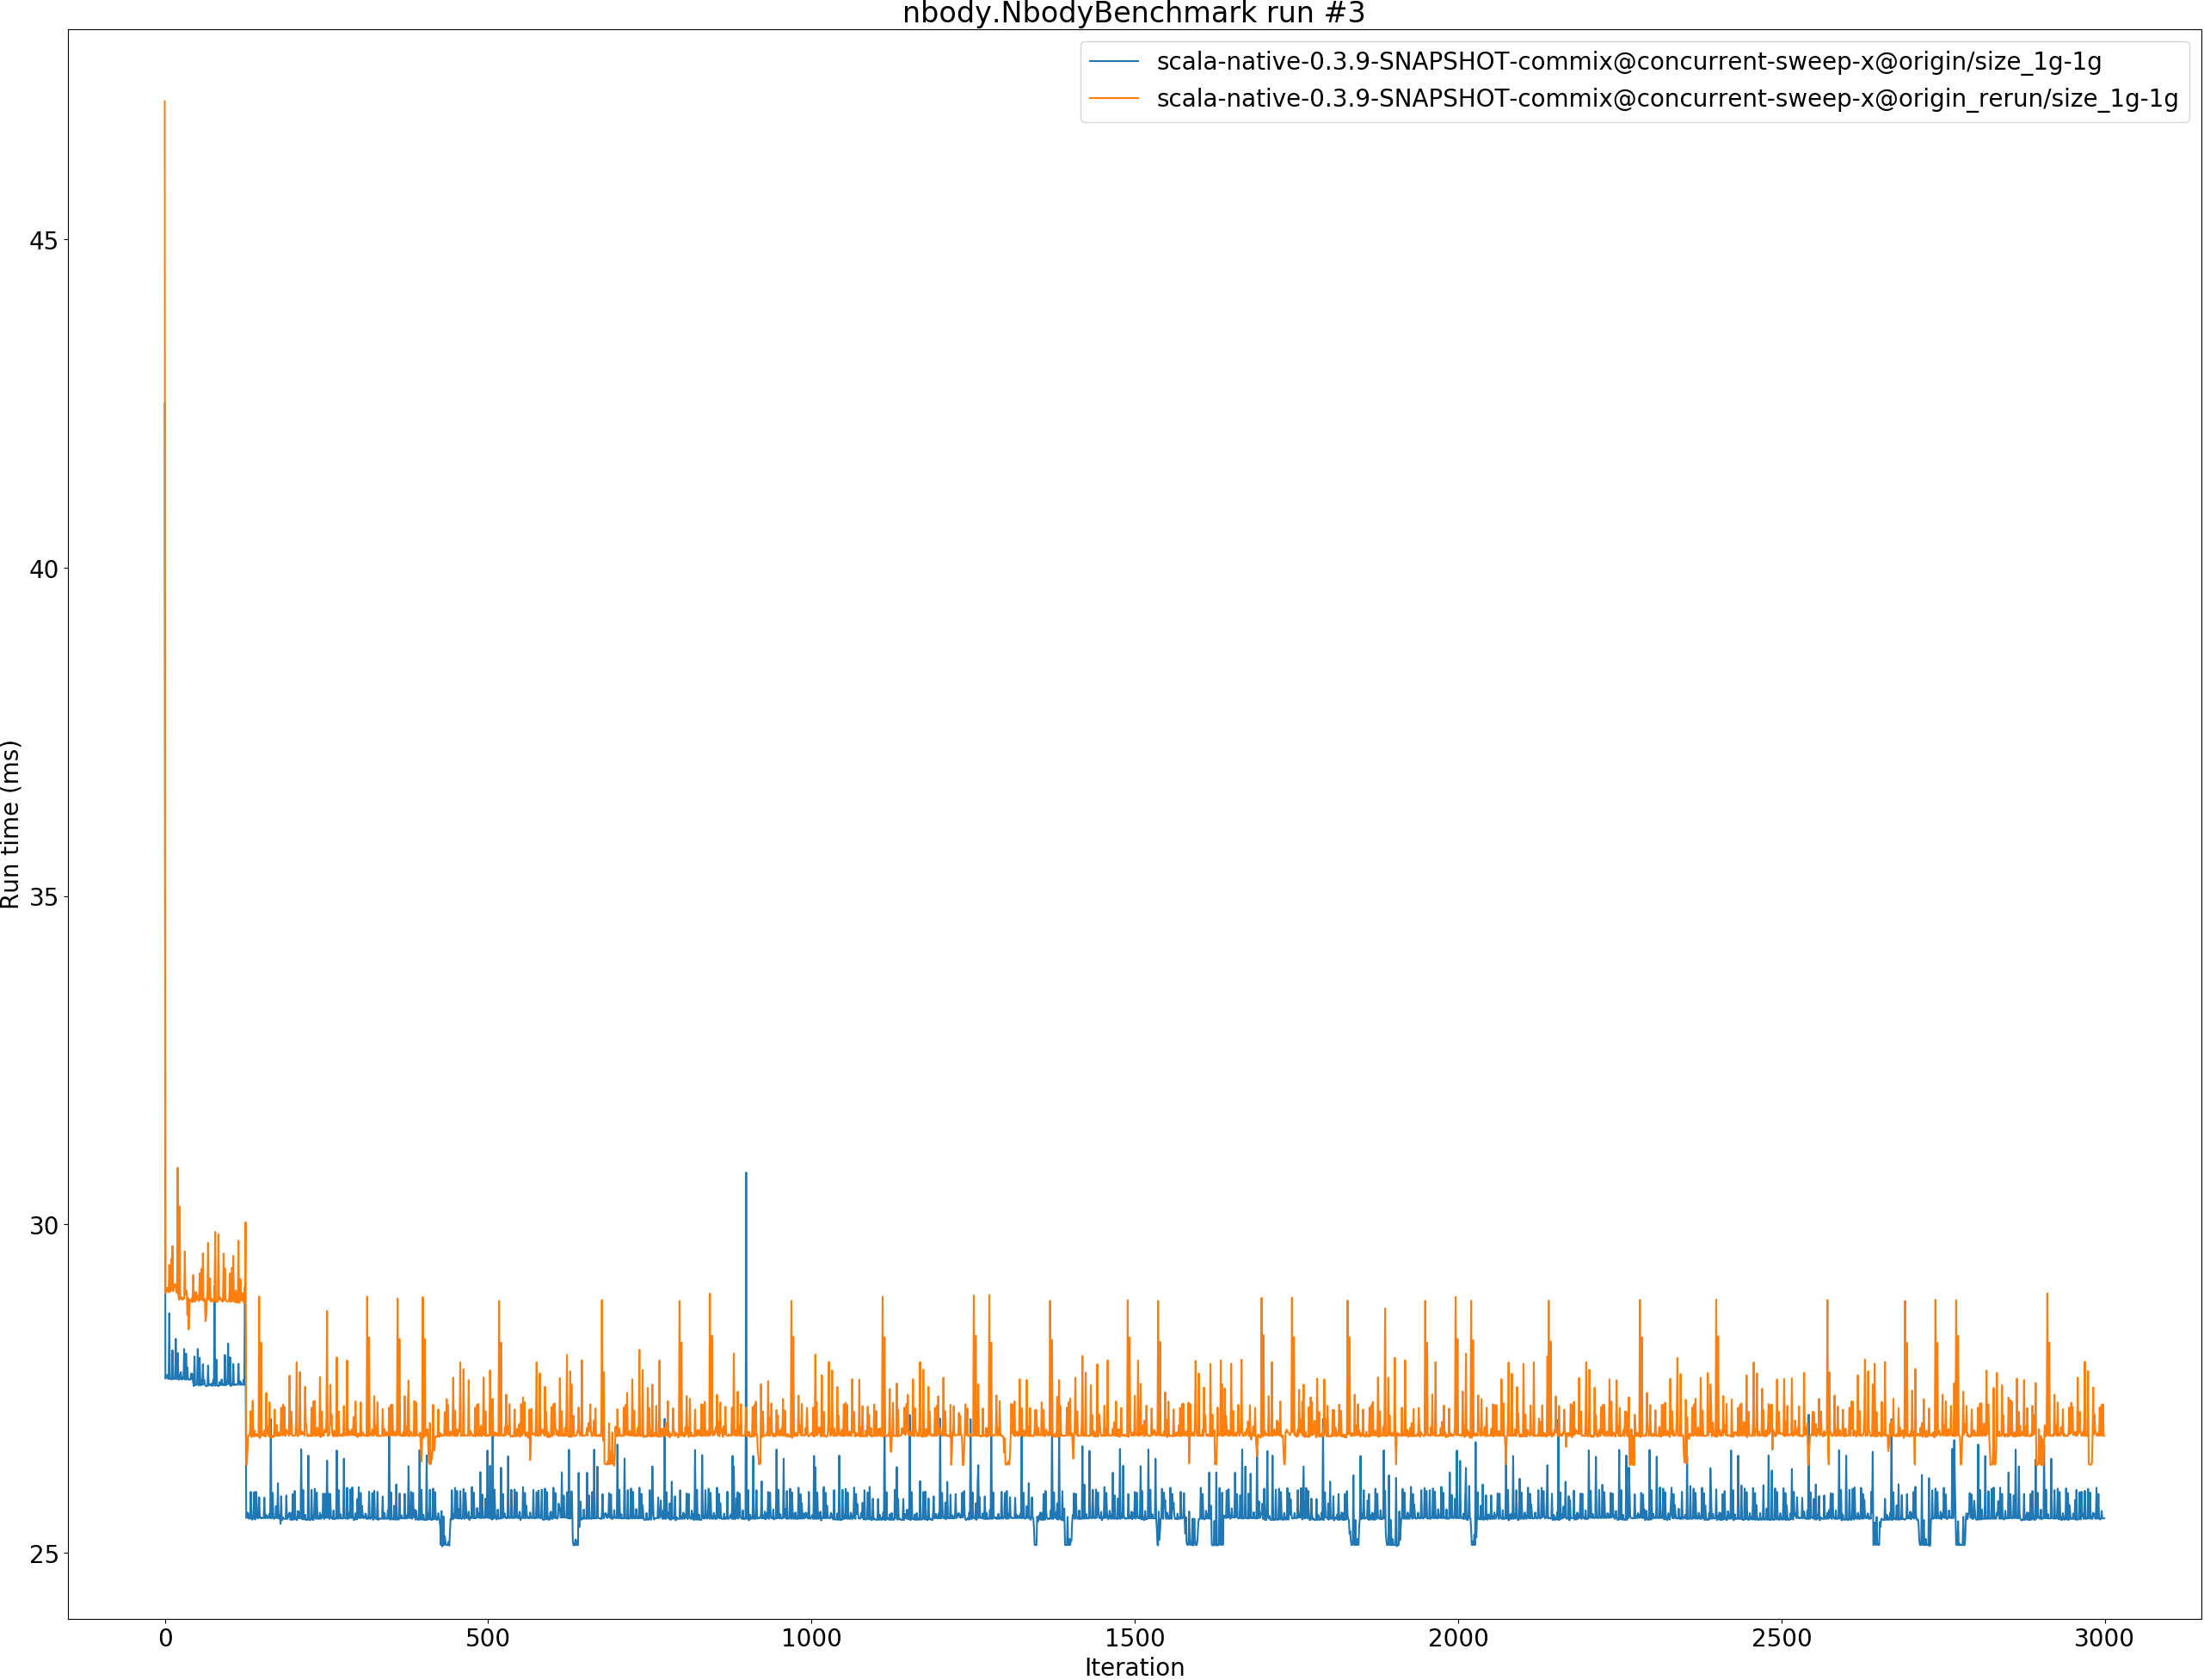 nbody.NbodyBenchmark run #3
scala-native-0.3.9-SNAPSHOT-commix@concurrent-sweep-x@origin/size_1g-1g
scala-native-0.3.9-SNAPSHOT-commix@concurrent-sweep-x@origin_rerun/size_1g-1g
Run time (ms)
45
40
35
30
25
0 500 1000 1500 2000 2500 3000
Iteration